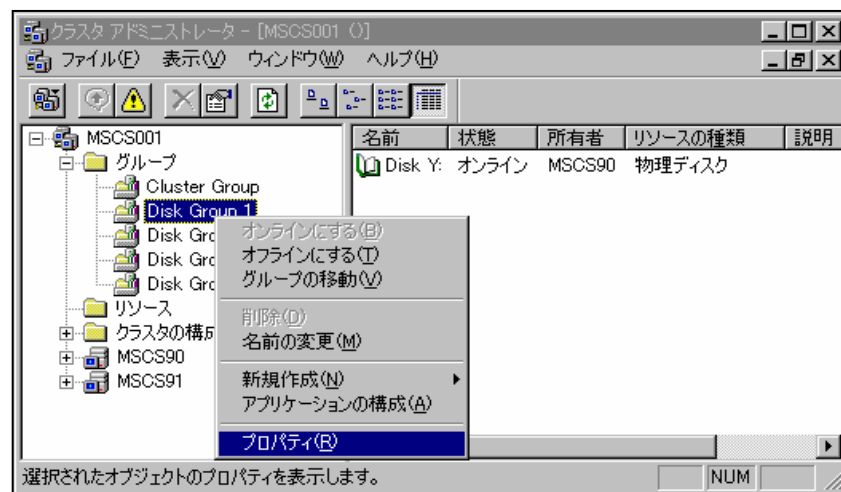 クラスタ アドミニストレータ - [MSCS001 ()]
ファイル(F) 表示(V) ウィンドウ(W) ヘルプ(H)
MSCS001
グループ
Cluster Group
Disk Group 1
Disk Gro
Disk Gro
Disk Gro
リソース
クラスタの構成
MSCS90
MSCS91
名前 状態 所有者 リソースの種類 説明
Disk Y: オンライン MSCS90 物理ディスク
オンラインにする(B)
オフラインにする(T)
グループの移動(V)
削除(D)
名前の変更(M)
新規作成(N)
アプリケーションの構成(A)
プロパティ(R)
選択されたオブジェクトのプロパティを表示します。
NUM